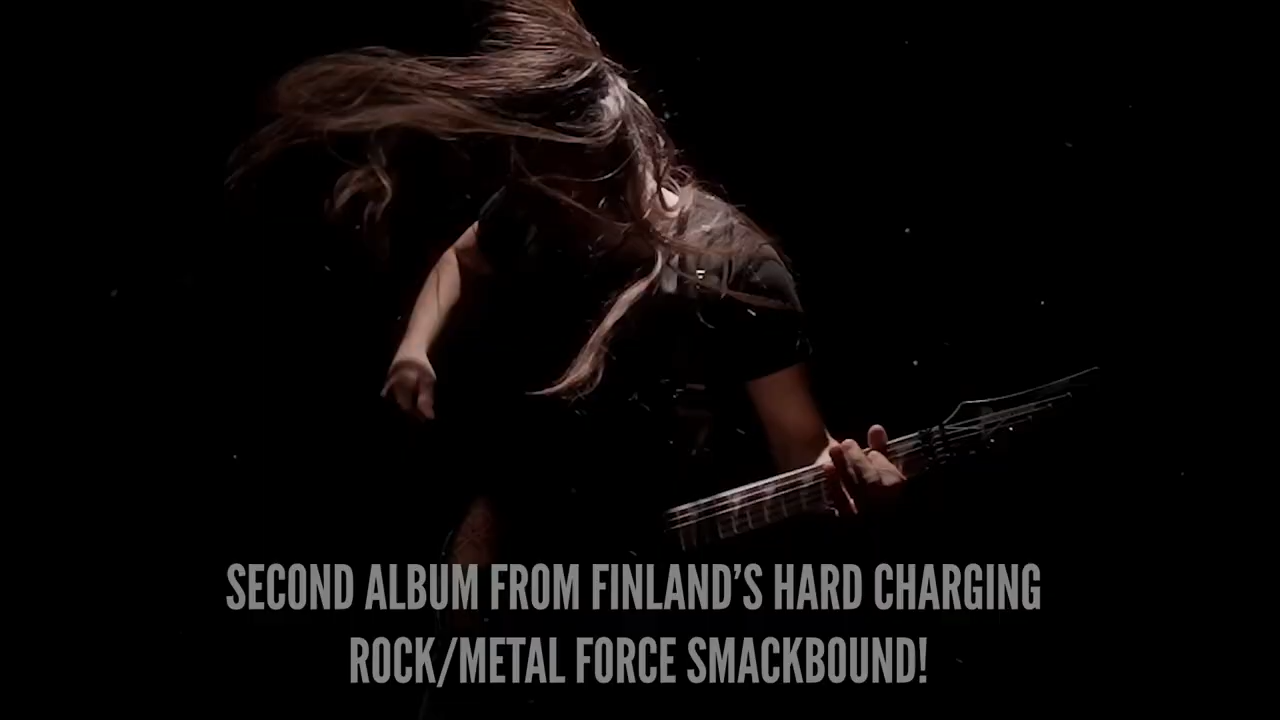 SECOND ALBUM FROM FINLAND’S HARD CHARGING
ROCK/METAL FORCE SMACKBOUND!